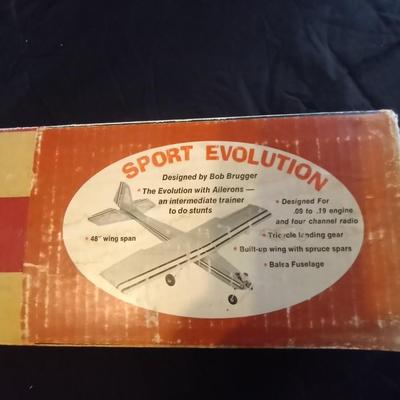 SPORT EVOLUTION
Designed by Bob Brugger
• The Evolution with Ailerons —
an intermediate trainer
to do stunts
• 48" wing span
• Designed For
.09 to .19 engine
and four channel radio
• Tricycle landing gear
• Built-up wing with spruce spars
• Balsa Fuselage